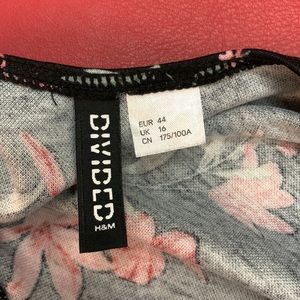 DIVIDED
H&M
EUR 44
UK 16
CN 175/100A